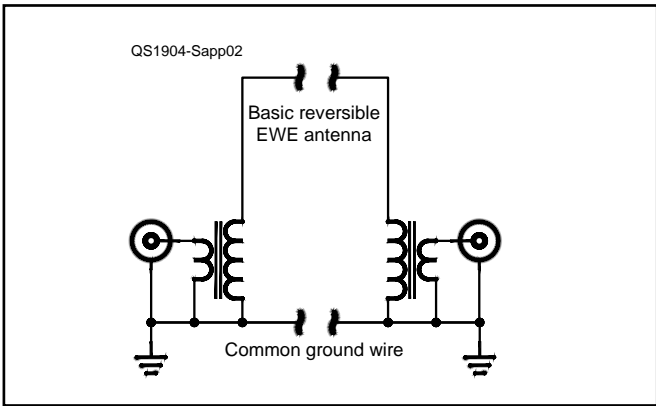 QS1904-Sapp02
Basic reversible
EWE antenna
Common ground wire